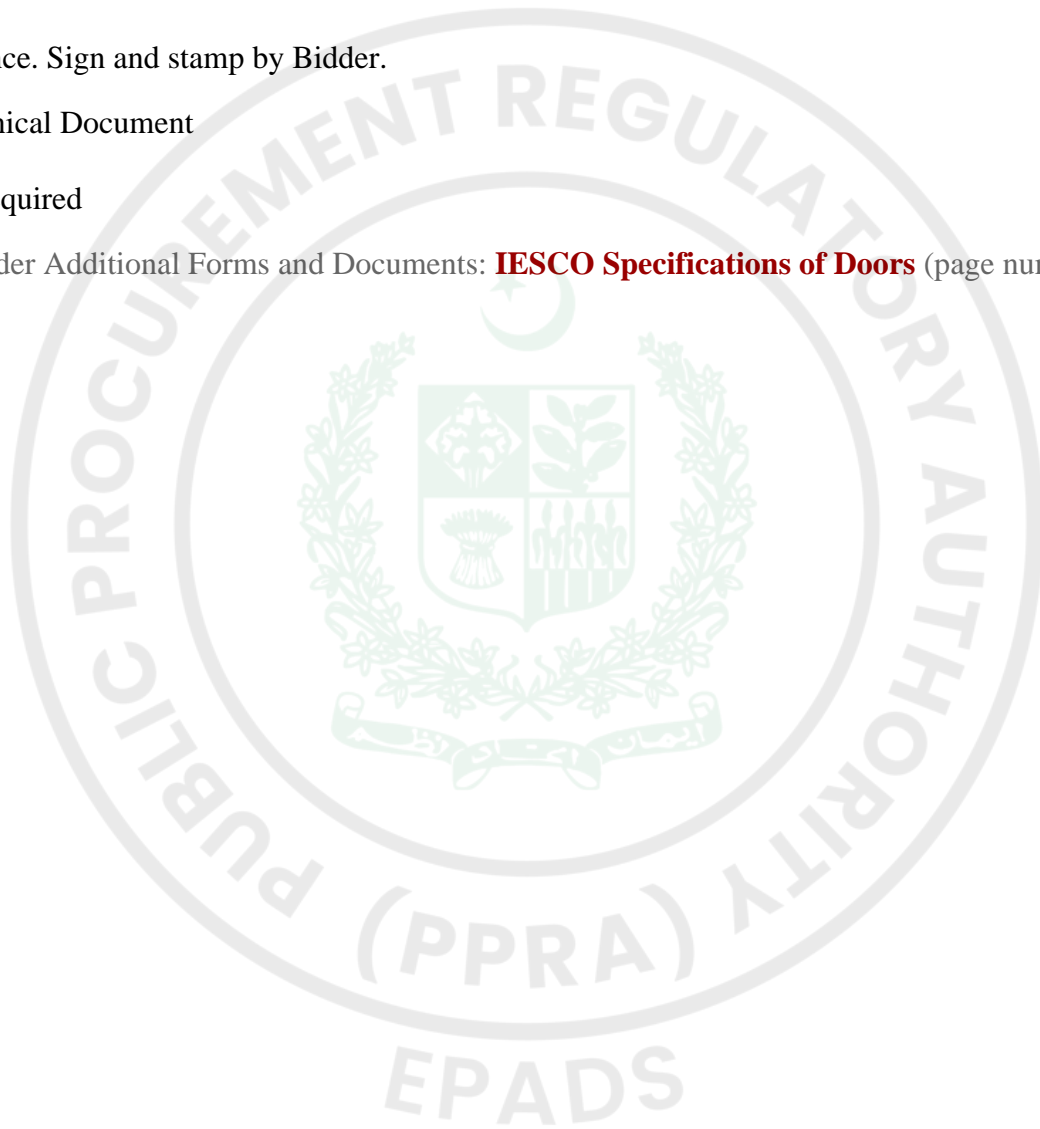 nce. Sign and stamp by Bidder.
nical Document
quired
der Additional Forms and Documents: IESCO Specifications of Doors (page nu
PUBLIC PROCUREMENT REGULATORY AUTHORITY
(PPRA)
EPADS